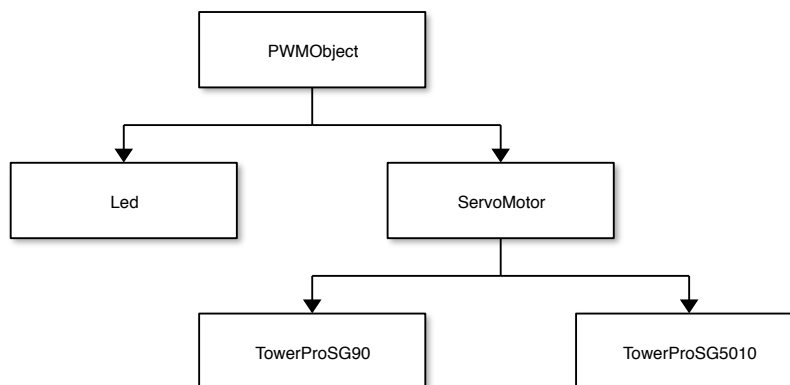 PWMObject
Led
ServoMotor
TowerProSG90
TowerProSG5010